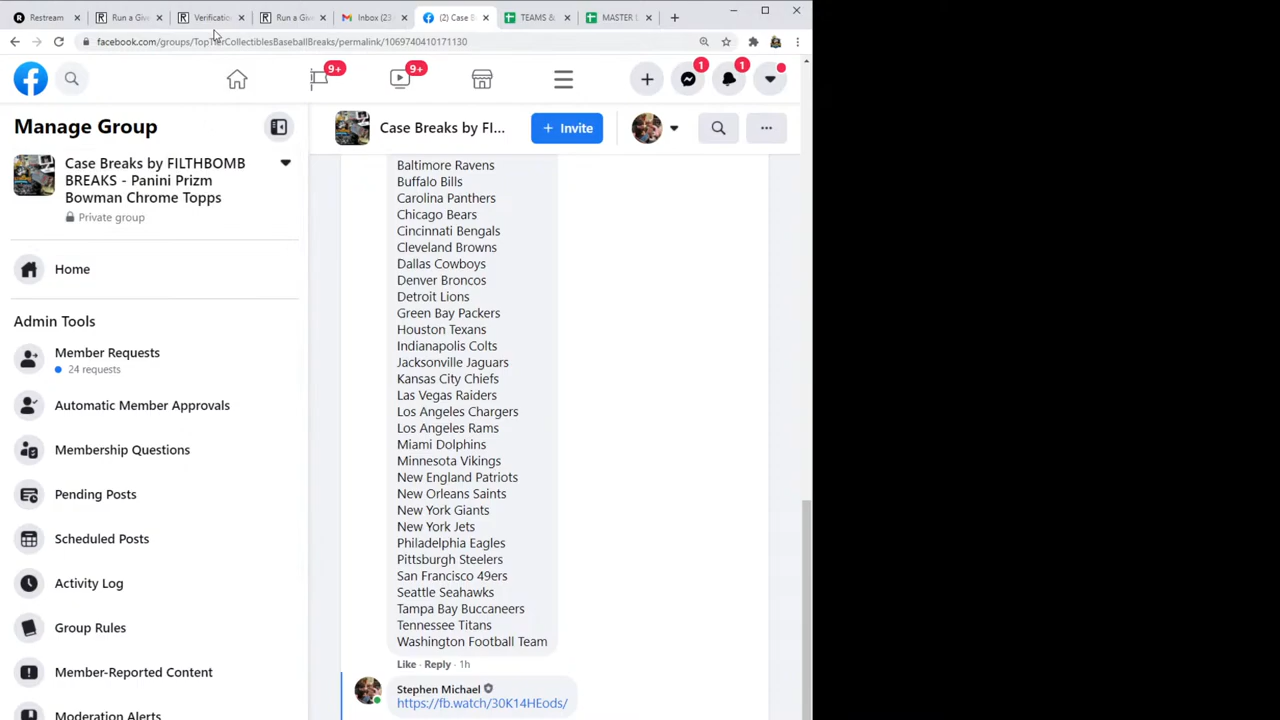 Restream
Run a Giv
Verificatio
Run a Giv
Inbox (23
(2) Case B
TEAMS &
MASTER L
facebook.com/groups/TopTierCollectiblesBaseballBreaks/permalink/1069740410171130
9+
9+
1
1
Manage Group
Case Breaks by FI...
+ Invite
Case Breaks by FILTHBOMB
BREAKS - Panini Prizm
Bowman Chrome Topps
Private group
Home
Admin Tools
Member Requests
24 requests
Automatic Member Approvals
Membership Questions
Pending Posts
Scheduled Posts
Activity Log
Group Rules
Member-Reported Content
Moderation Alerts
Baltimore Ravens
Buffalo Bills
Carolina Panthers
Chicago Bears
Cincinnati Bengals
Cleveland Browns
Dallas Cowboys
Denver Broncos
Detroit Lions
Green Bay Packers
Houston Texans
Indianapolis Colts
Jacksonville Jaguars
Kansas City Chiefs
Las Vegas Raiders
Los Angeles Chargers
Los Angeles Rams
Miami Dolphins
Minnesota Vikings
New England Patriots
New Orleans Saints
New York Giants
New York Jets
Philadelphia Eagles
Pittsburgh Steelers
San Francisco 49ers
Seattle Seahawks
Tampa Bay Buccaneers
Tennessee Titans
Washington Football Team
Like · Reply · 1h
Stephen Michael
https://fb.watch/30K14HEods/